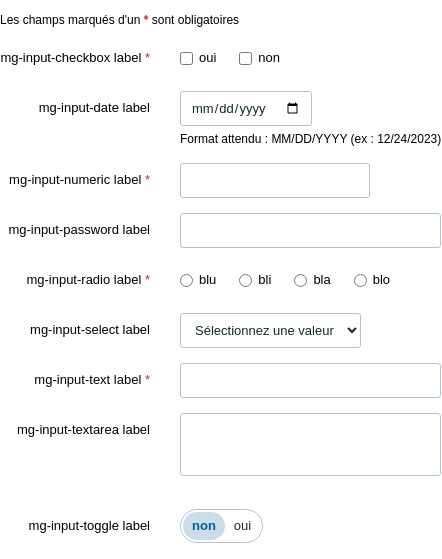 Les champs marqués d'un * sont obligatoires
mg-input-checkbox label * oui non
mg-input-date label mm/dd/yyyy
Format attendu : MM/DD/YYYY (ex : 12/24/2023)
mg-input-numeric label *
mg-input-password label
mg-input-radio label * blu bli bla blo
mg-input-select label Sélectionnez une valeur
mg-input-text label *
mg-input-textarea label
mg-input-toggle label non oui